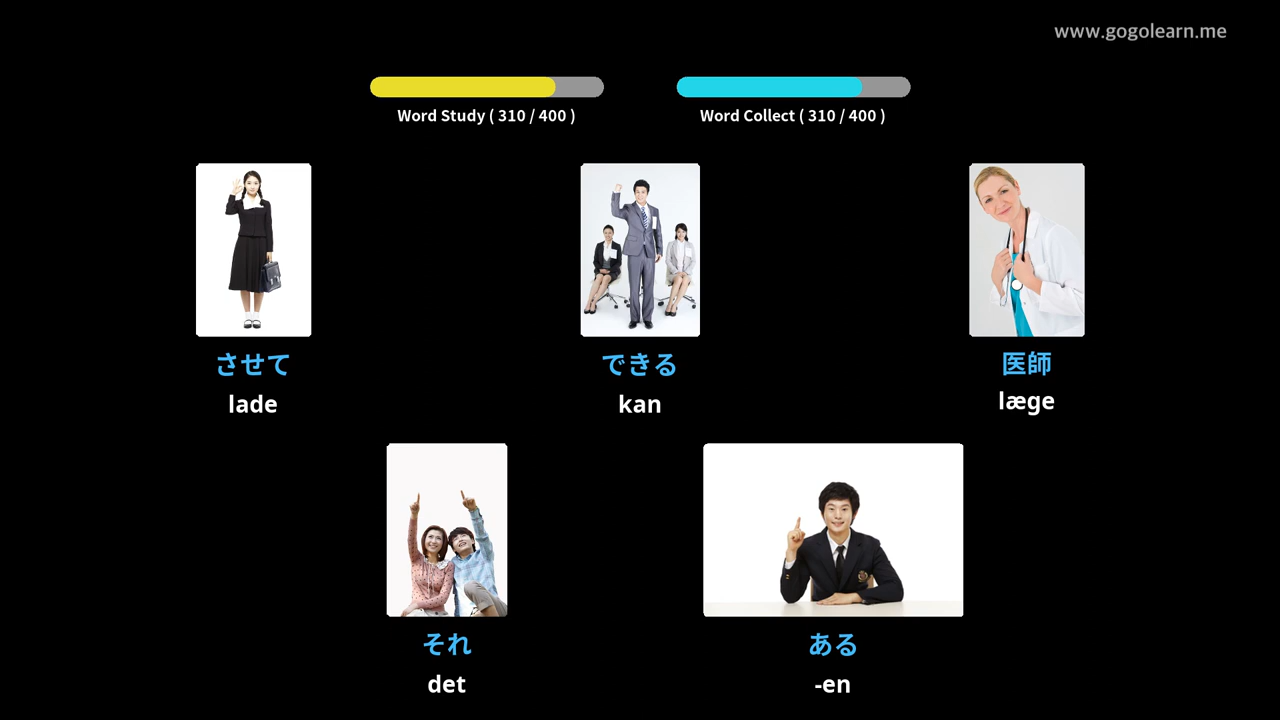 www.gogolearn.me
Word Study ( 310 / 400 )
Word Collect ( 310 / 400 )
させて
lade
できる
kan
医師
læge
それ
det
ある
-en